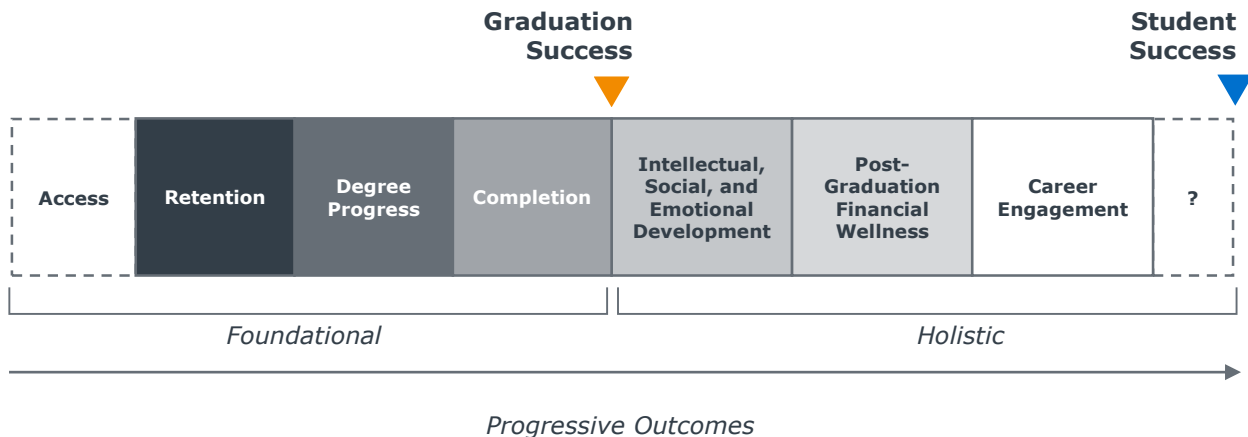 Graduation
Success
Student
Success
Access
Retention
Degree
Progress
Completion
Intellectual,
Social, and
Emotional
Development
Post-
Graduation
Financial
Wellness
Career
Engagement
?
Foundational
Holistic
Progressive Outcomes